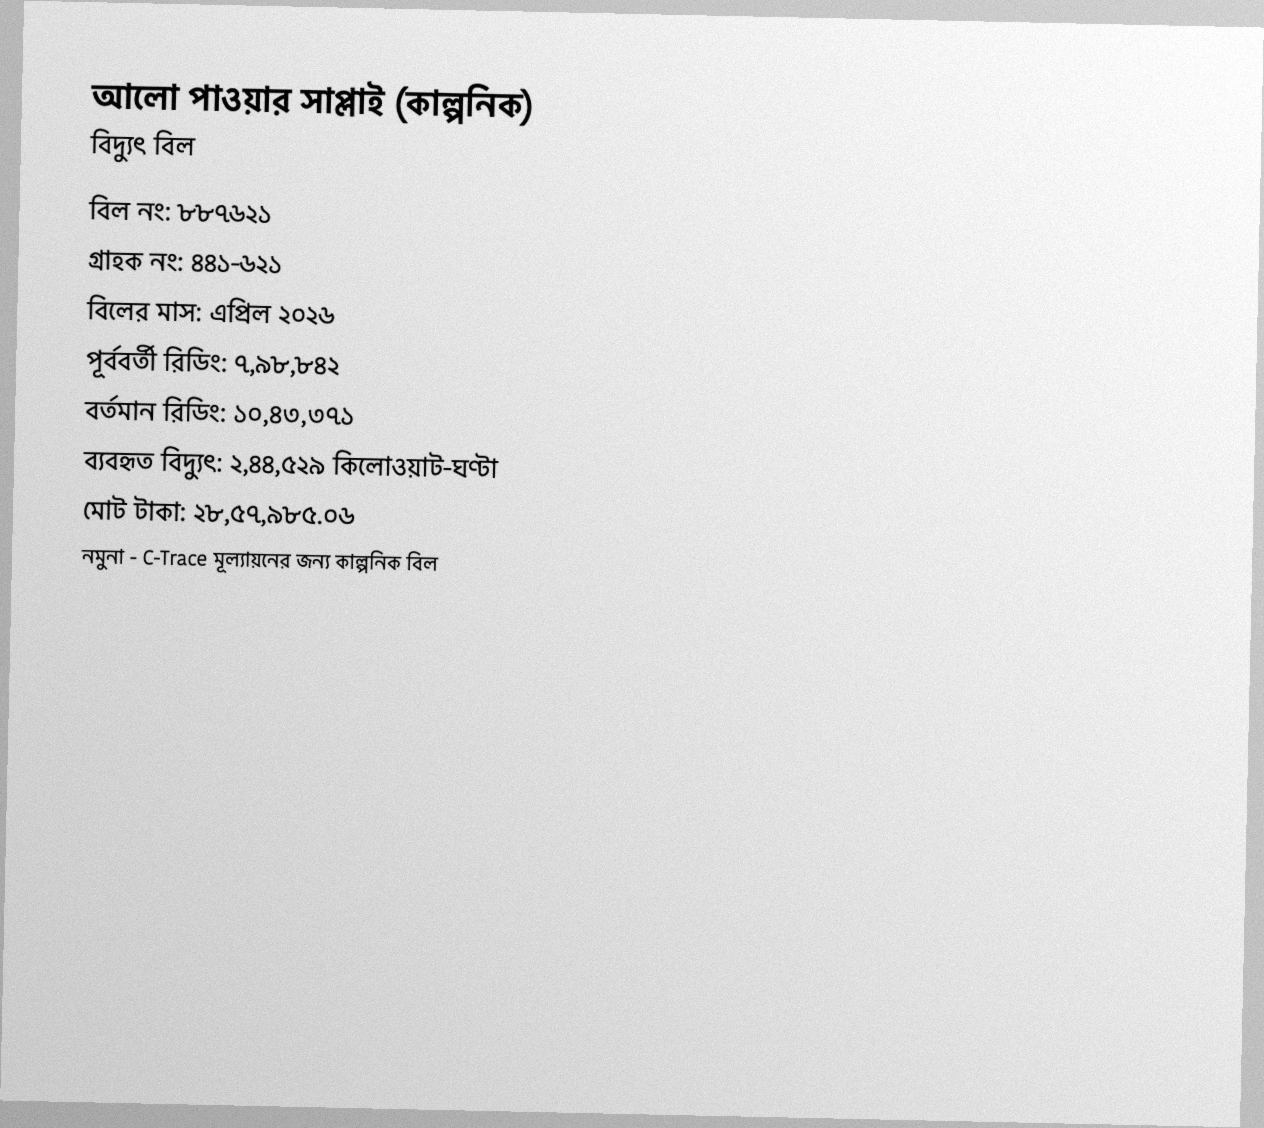 আলো পাওয়ার সাপ্লাই (কাল্পনিক)
বিদ্যুৎ বিল
বিল নং: ৮৮৭৬২১
গ্রাহক নং: ৪৪১-৬২১
বিলের মাস: এপ্রিল ২০২৬
পূর্ববর্তী রিডিং: ৭,৯৮,৮৪২
বর্তমান রিডিং: ১০,৪৩,৩৭১
ব্যবহৃত বিদ্যুৎ: ২,৪৪,৫২৯ কিলোওয়াট-ঘণ্টা
মোট টাকা: ২৮,৫৭,৯৮৫.০৬
নমুনা - C-Trace মূল্যায়নের জন্য কাল্পনিক বিল